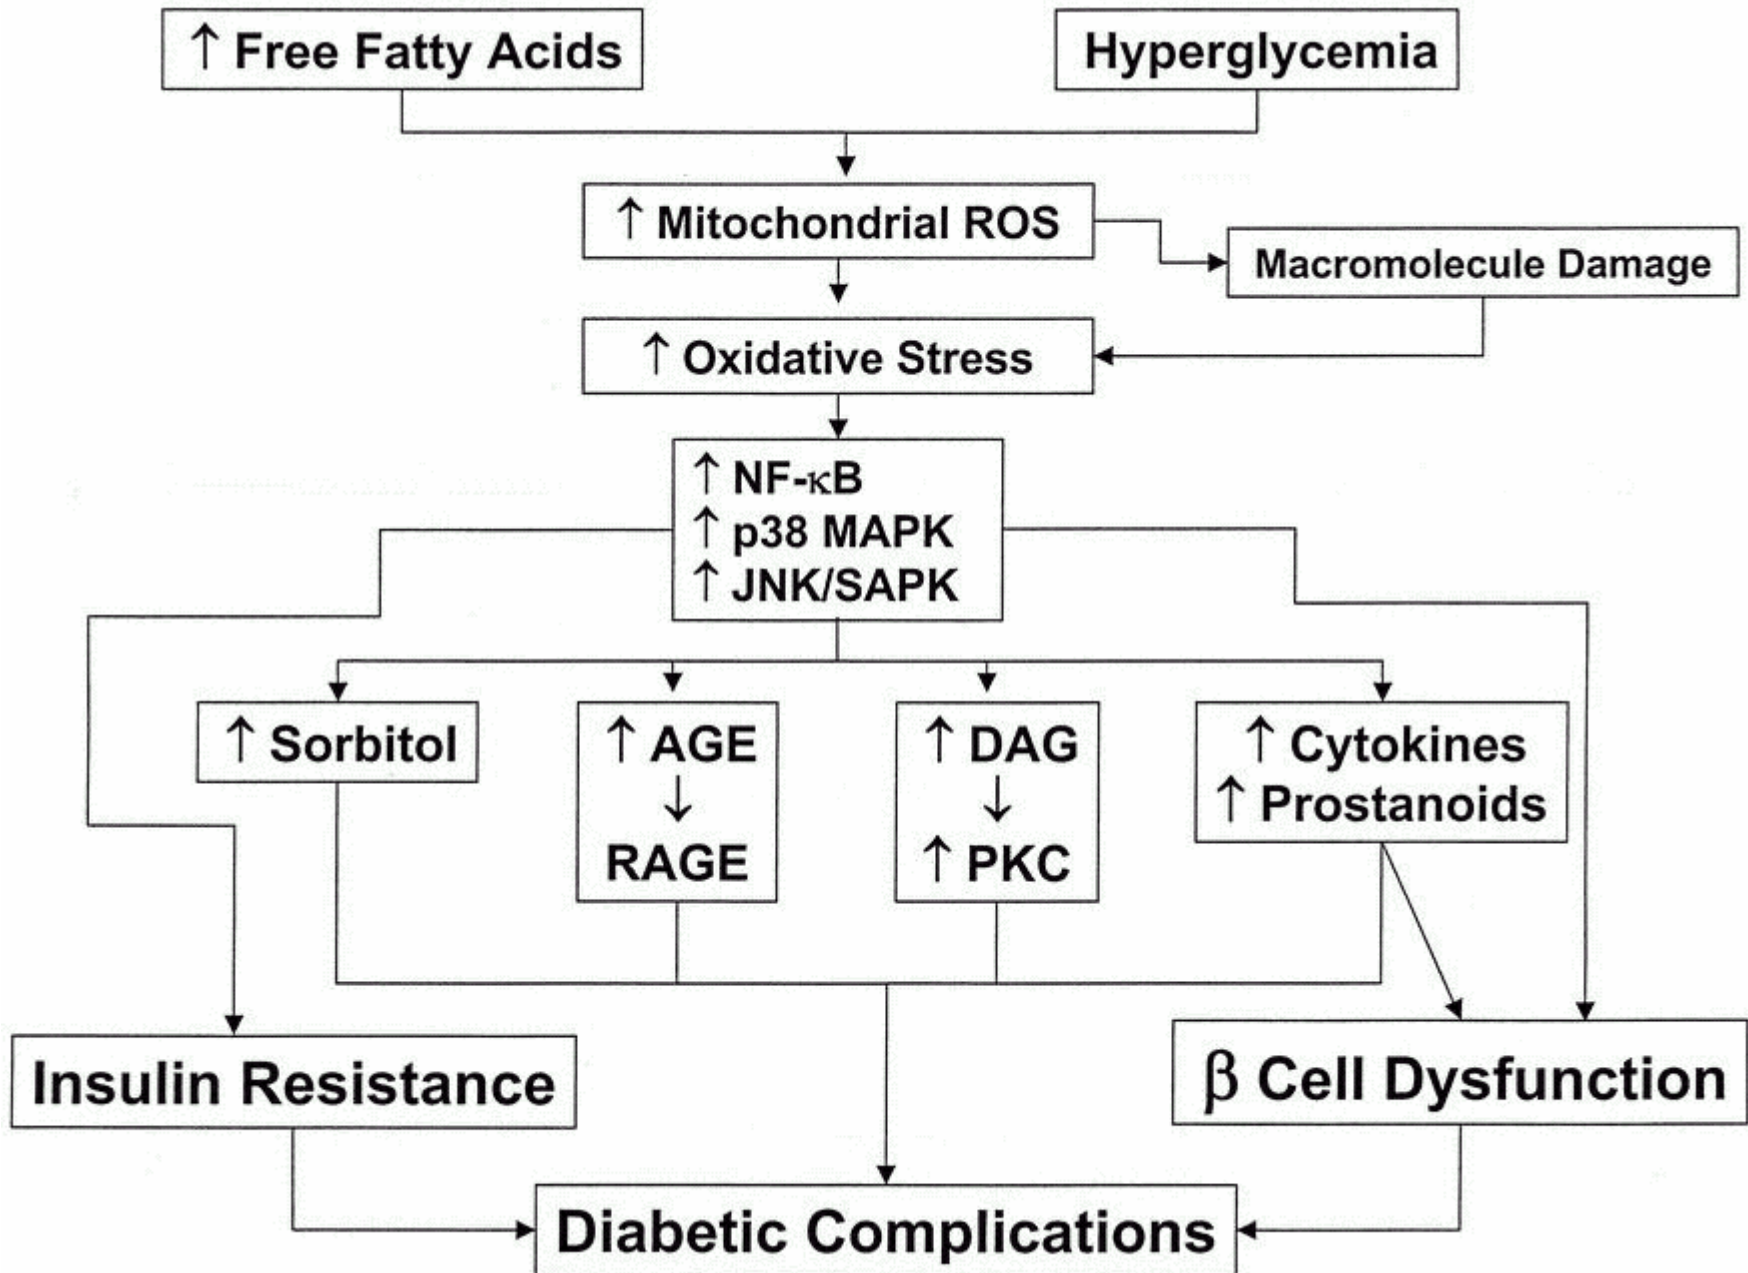 ↑ Free Fatty Acids
Hyperglycemia
↑ Mitochondrial ROS
Macromolecule Damage
↑ Oxidative Stress
↑ NF-κB
↑ p38 MAPK
↑ JNK/SAPK
↑ Sorbitol
↑ AGE
↓
RAGE
↑ DAG
↓
↑ PKC
↑ Cytokines
↑ Prostanoids
Insulin Resistance
β Cell Dysfunction
Diabetic Complications